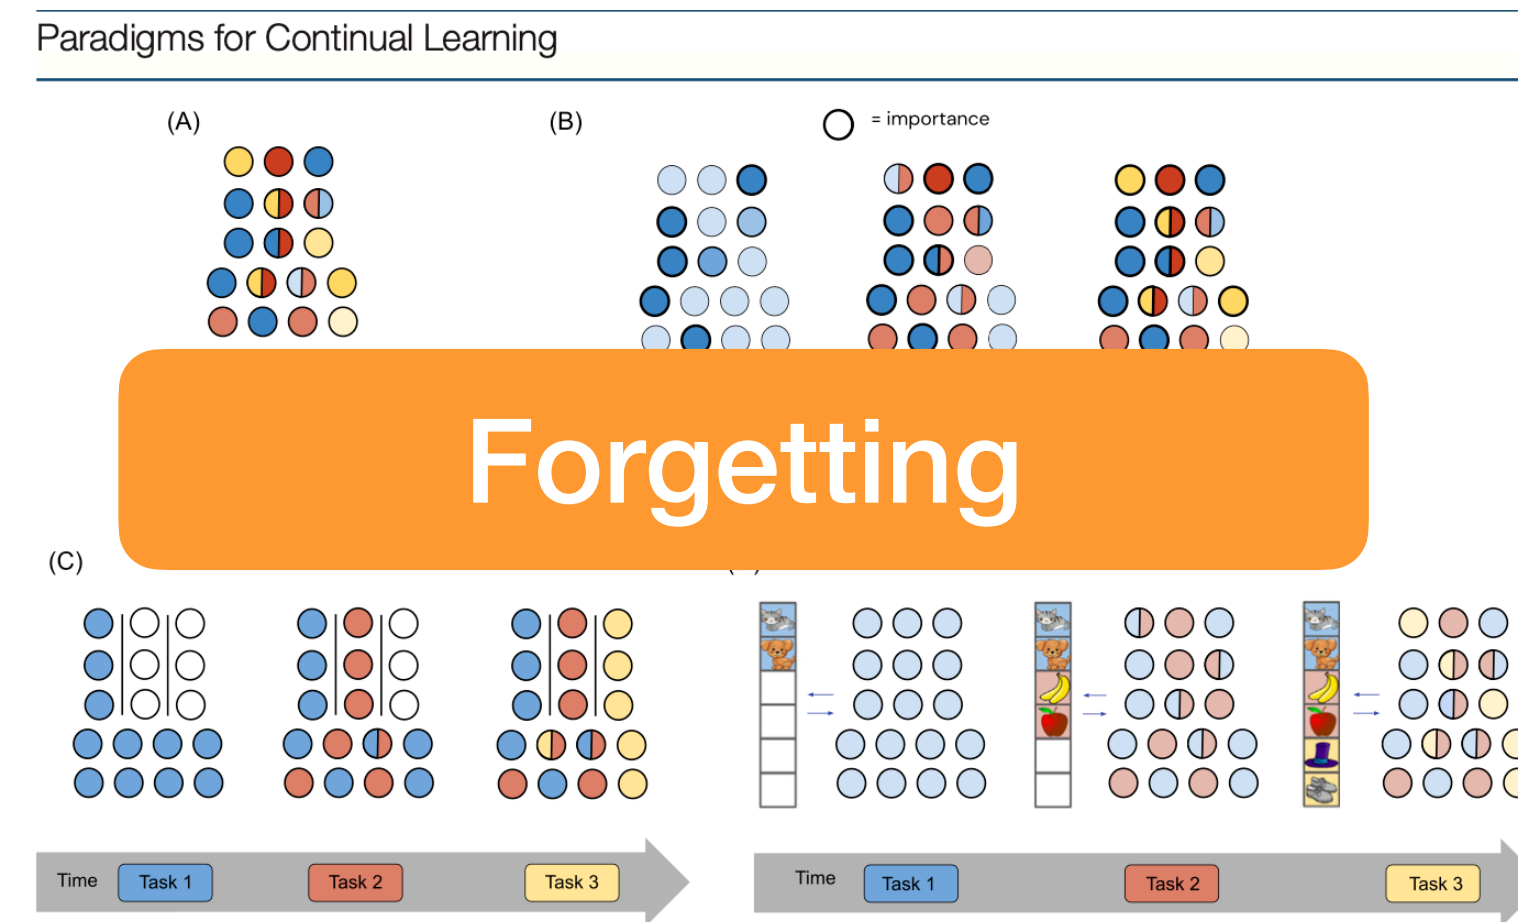 Paradigms for Continual Learning
(A)
(B)
= importance
Forgetting
(C)
Time
Task 1
Task 2
Task 3
Time
Task 1
Task 2
Task 3